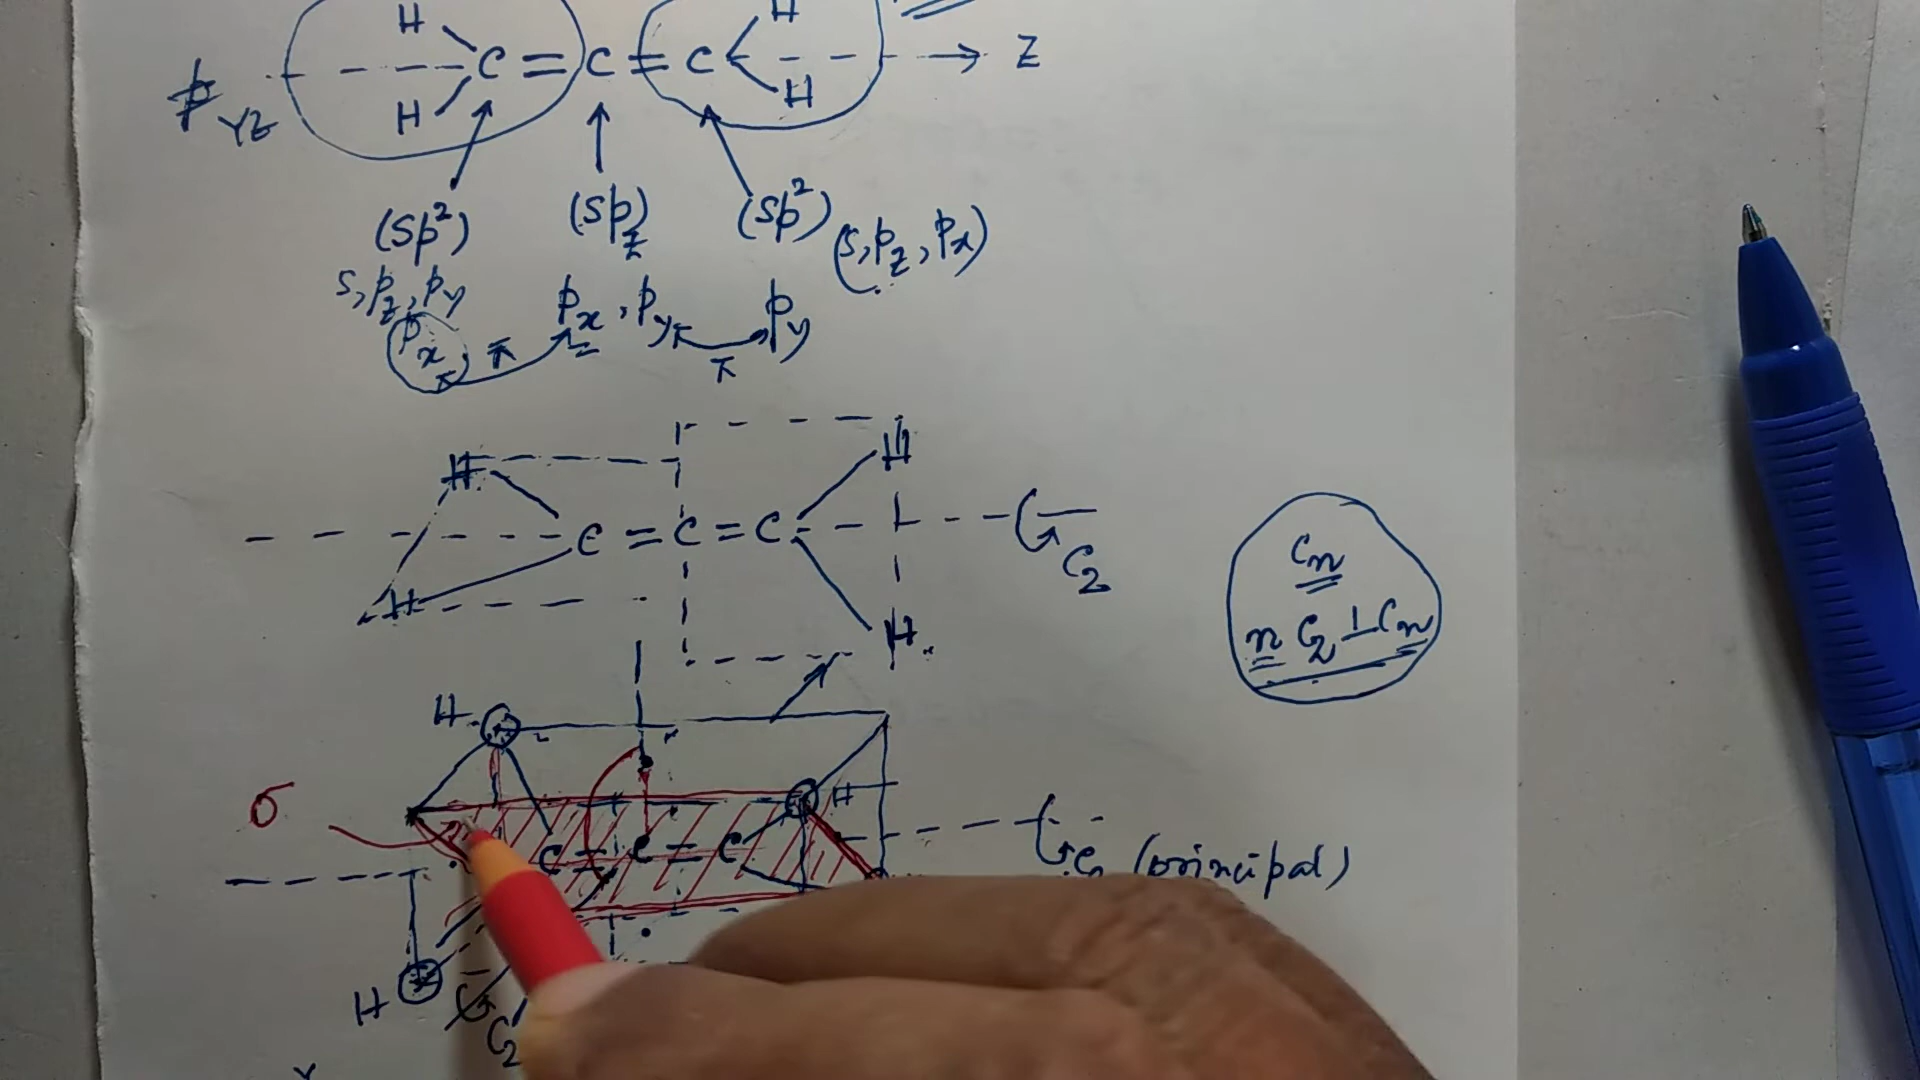 H H
C = C = C → Z
H H
p YZ
(sp²) (sp z) (sp²) (s, pz, px)
s, pz, py
px π px, py π py
H H
C = C = C
C₂
H H
Cn
n C₂ ⊥ Cn
H
H
σ
C = C = C
C₂ (principal)
H
C₂